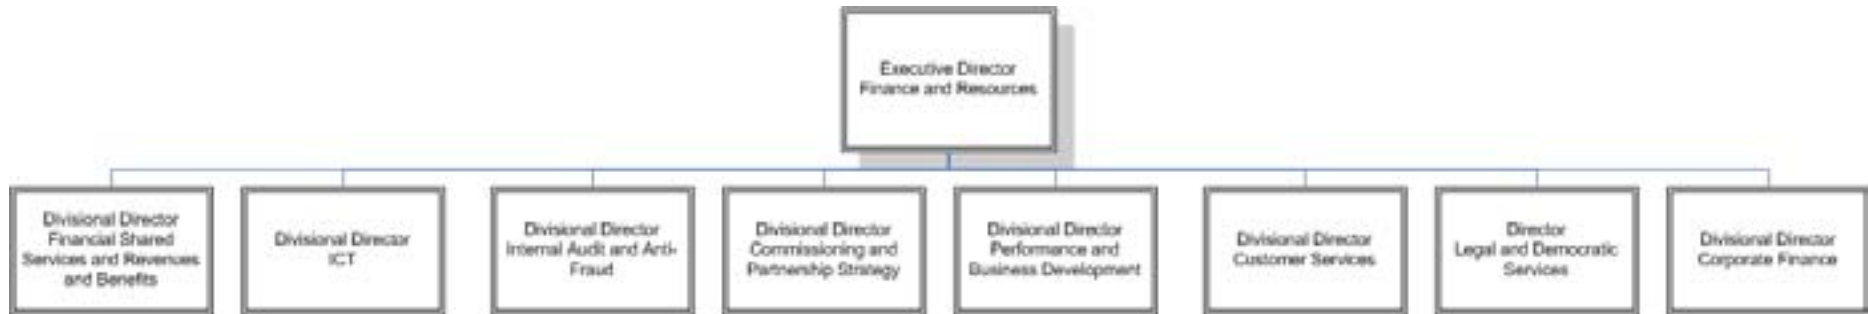 Executive Director
Finance and Resources
Divisional Director
Financial Shared
Services and Revenues
and Benefits
Divisional Director
ICT
Divisional Director
Internal Audit and Anti-
Fraud
Divisional Director
Commissioning and
Partnership Strategy
Divisional Director
Performance and
Business Development
Divisional Director
Customer Services
Director
Legal and Democratic
Services
Divisional Director
Corporate Finance